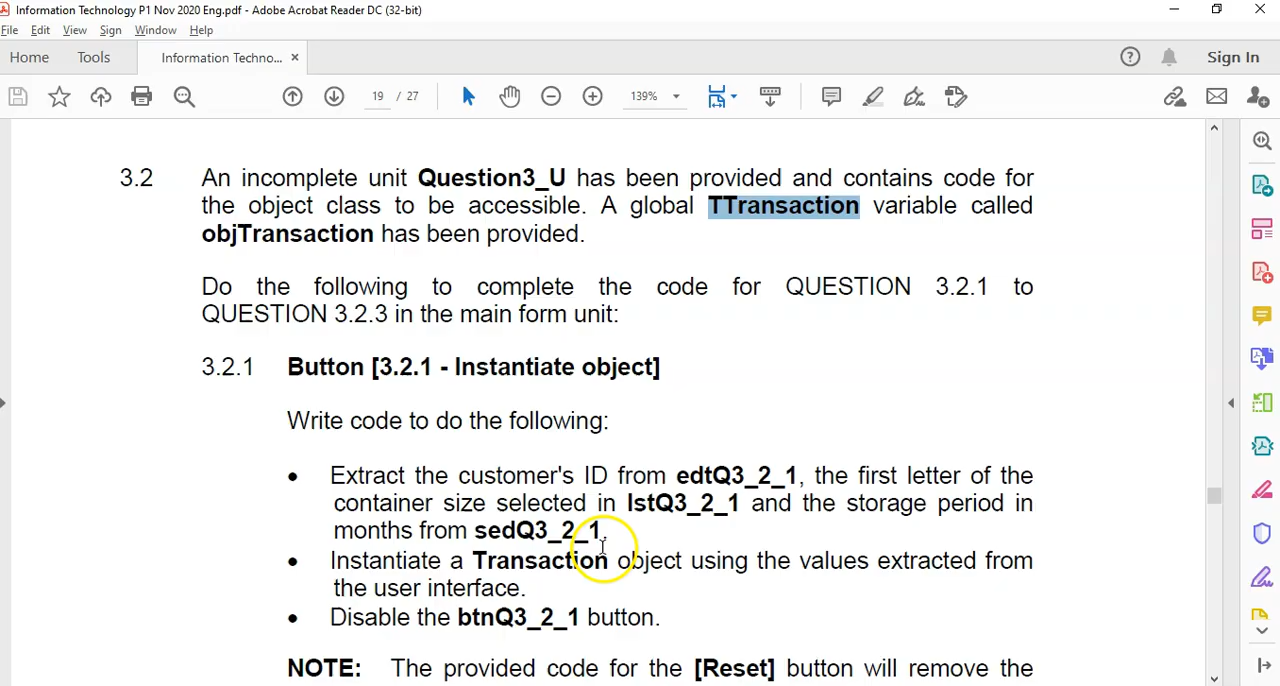 Information Technology P1 Nov 2020 Eng.pdf - Adobe Acrobat Reader DC (32-bit)
File Edit View Sign Window Help
Home Tools Information Techno... × Sign In
19 / 27 139%
3.2 An incomplete unit Question3_U has been provided and contains code for
the object class to be accessible. A global TTransaction variable called
objTransaction has been provided.
Do the following to complete the code for QUESTION 3.2.1 to
QUESTION 3.2.3 in the main form unit:
3.2.1 Button [3.2.1 - Instantiate object]
Write code to do the following:
• Extract the customer's ID from edtQ3_2_1, the first letter of the
container size selected in lstQ3_2_1 and the storage period in
months from sedQ3_2_1.
• Instantiate a Transaction object using the values extracted from
the user interface.
• Disable the btnQ3_2_1 button.
NOTE: The provided code for the [Reset] button will remove the